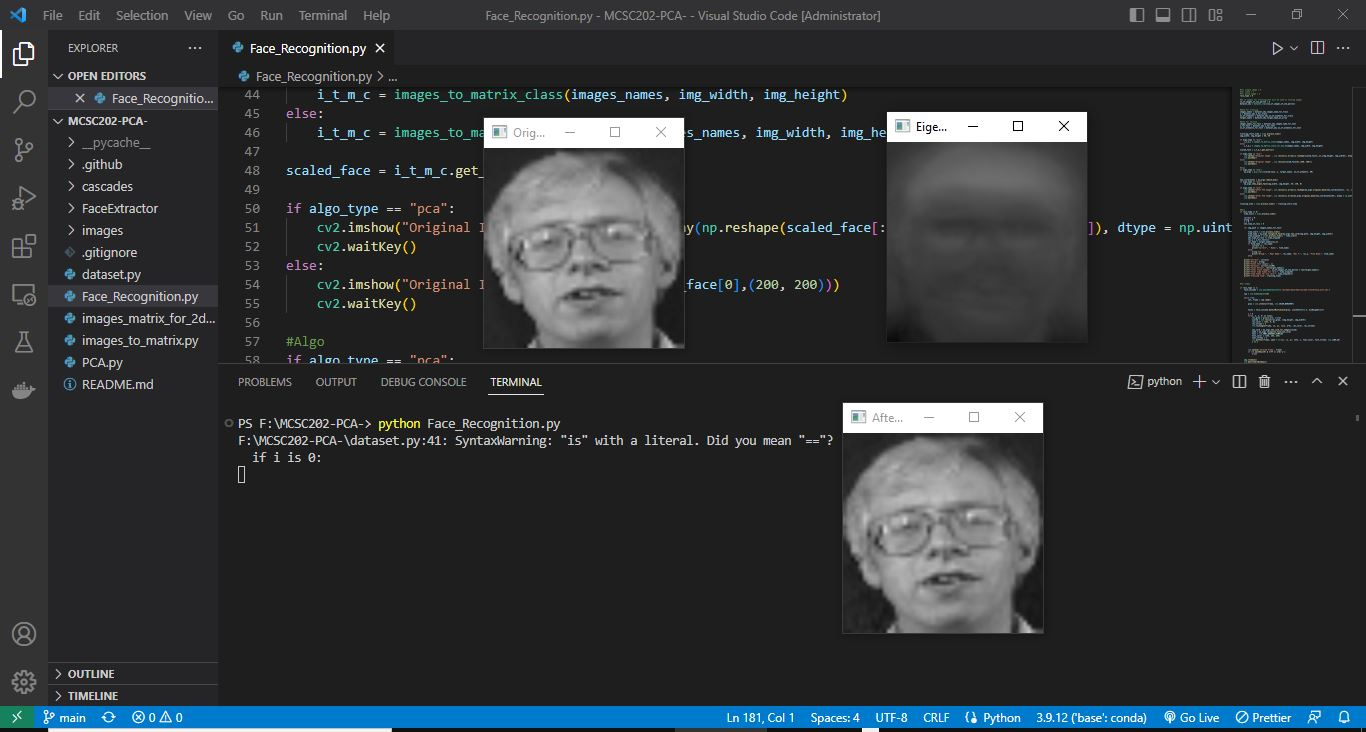 File Edit Selection View Go Run Terminal Help
Face_Recognition.py - MCSC202-PCA- - Visual Studio Code [Administrator]
EXPLORER
OPEN EDITORS
Face_Recognitio...
MCSC202-PCA-
__pycache__
.github
cascades
FaceExtractor
images
.gitignore
dataset.py
Face_Recognition.py
images_matrix_for_2d...
images_to_matrix.py
PCA.py
README.md
OUTLINE
TIMELINE
Face_Recognition.py
Face_Recognition.py > ...
44 i_t_m_c = images_to_matrix_class(images_names, img_width, img_height)
45 else:
46 i_t_m_c = images_to_ma s_names, img_width, img_he
47
48 scaled_face = i_t_m_c.get_
49
50 if algo_type == "pca":
51 cv2.imshow("Original I ay(np.reshape(scaled_face[: ]), dtype = np.uint
52 cv2.waitKey()
53 else:
54 cv2.imshow("Original I _face[0],(200, 200)))
55 cv2.waitKey()
56
57 #Algo
58 if algo_type == "pca":
Orig...
Eige...
PROBLEMS OUTPUT DEBUG CONSOLE TERMINAL
python
PS F:\MCSC202-PCA-> python Face_Recognition.py
F:\MCSC202-PCA-\dataset.py:41: SyntaxWarning: "is" with a literal. Did you mean "=="?
if i is 0:
Afte...
main 0 0 Ln 181, Col 1 Spaces: 4 UTF-8 CRLF Python 3.9.12 ('base': conda) Go Live Prettier